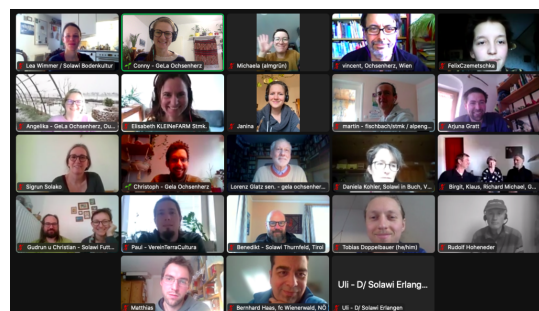 Lea Wimmer / Solawi Bodenkultur
Conny - GeLa Ochsenherz
Michaela (almgrün)
vincent, Ochsenherz, Wien
FelixCzemetschka
Angelika - GeLa Ochsenherz, Ou...
Elisabeth KLEINeFARM Stmk.
Janina
martin - fischbach/stmk / alpeng...
Arjuna Gratt
Sigrun Solako
Christoph - Gela Ochsenherz
Lorenz Glatz sen. - gela ochsenher...
Daniela Kohler, Solawi in Buch, V...
Birgit, Klaus, Richard Michael, G...
Gudrun u Christian - Solawi Futt...
Paul - VereinTerraCultura
Benedikt - Solawi Thurnfeld, Tirol
Tobias Doppelbauer (he/him)
Rudolf Hoheneder
Matthias
Bernhard Haas, fc Wienerwald, NÖ
Uli - D/ Solawi Erlang...
Uli - D/ Solawi Erlangen